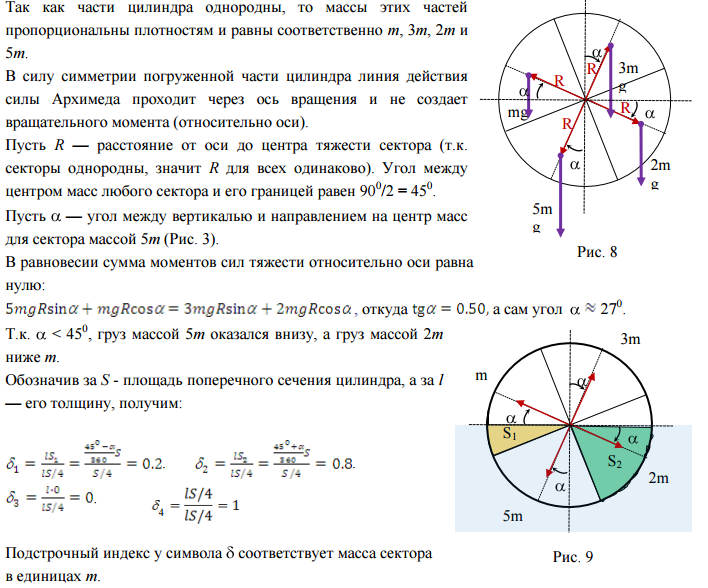 Так как части цилиндра однородны, то массы этих частей
пропорциональны плотностям и равны соответственно m, 3m, 2m и
5m.
В силу симметрии погруженной части цилиндра линия действия
силы Архимеда проходит через ось вращения и не создает
вращательного момента (относительно оси).
Пусть R — расстояние от оси до центра тяжести сектора (т.к.
секторы однородны, значит R для всех одинаково). Угол между
центром масс любого сектора и его границей равен 90⁰/2 = 45⁰.
Пусть α — угол между вертикалью и направлением на центр масс
для сектора массой 5m (Рис. 3).
В равновесии сумма моментов сил тяжести относительно оси равна
нулю:
α
R
3m
g
R
α
mg
R
α
R
α
2m
g
5m
g
Рис. 8
5mgRsinα + mgRcosα = 3mgRsinα + 2mgRcosα, откуда tgα = 0.50, а сам угол α ≈ 27⁰.
Т.к. α < 45⁰, груз массой 5m оказался внизу, а груз массой 2m
ниже m.
Обозначив за S - площадь поперечного сечения цилиндра, а за l
— его толщину, получим:
δ₁ = lS₁/(lS/4) = ((45⁰−α)/360 S)/(S/4) = 0.2. δ₂ = lS₂/(lS/4) = ((45⁰+α)/360 S)/(S/4) = 0.8.
δ₃ = l·0/(lS/4) = 0. δ₄ = (lS/4)/(lS/4) = 1
3m
m
α
α
S₁
α
S₂
α
2m
5m
Рис. 9
Подстрочный индекс у символа δ соответствует масса сектора
в единицах m.